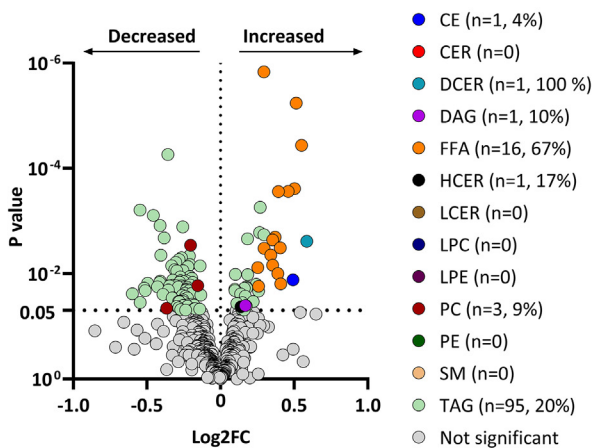 Decreased Increased
10⁻⁶
10⁻⁴
10⁻²
0.05
10⁰
P value
-1.0 -0.5 0 0.5 1.0
Log2FC
CE (n=1, 4%)
CER (n=0)
DCER (n=1, 100 %)
DAG (n=1, 10%)
FFA (n=16, 67%)
HCER (n=1, 17%)
LCER (n=0)
LPC (n=0)
LPE (n=0)
PC (n=3, 9%)
PE (n=0)
SM (n=0)
TAG (n=95, 20%)
Not significant